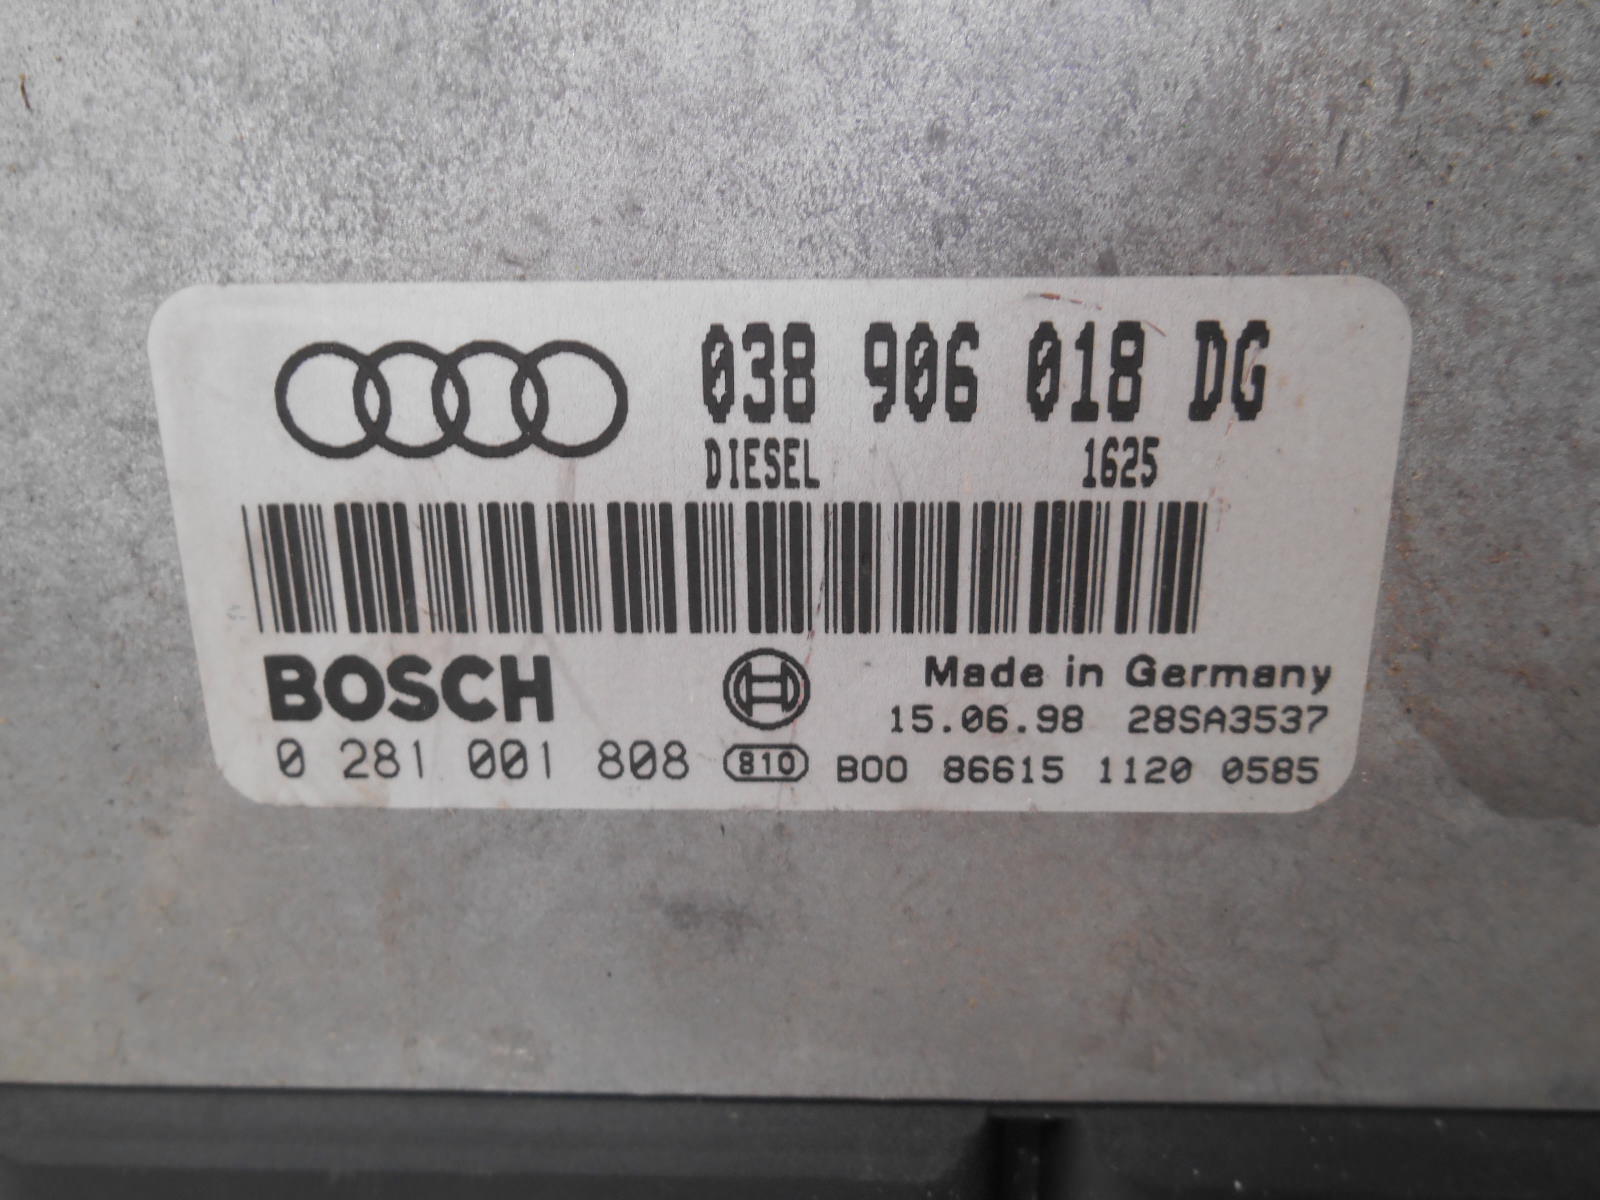 038 906 018 DG
DIESEL 1625
BOSCH
Made in Germany
15.06.98 28SA3537
0 281 001 808 810 B00 86615 1120 0585